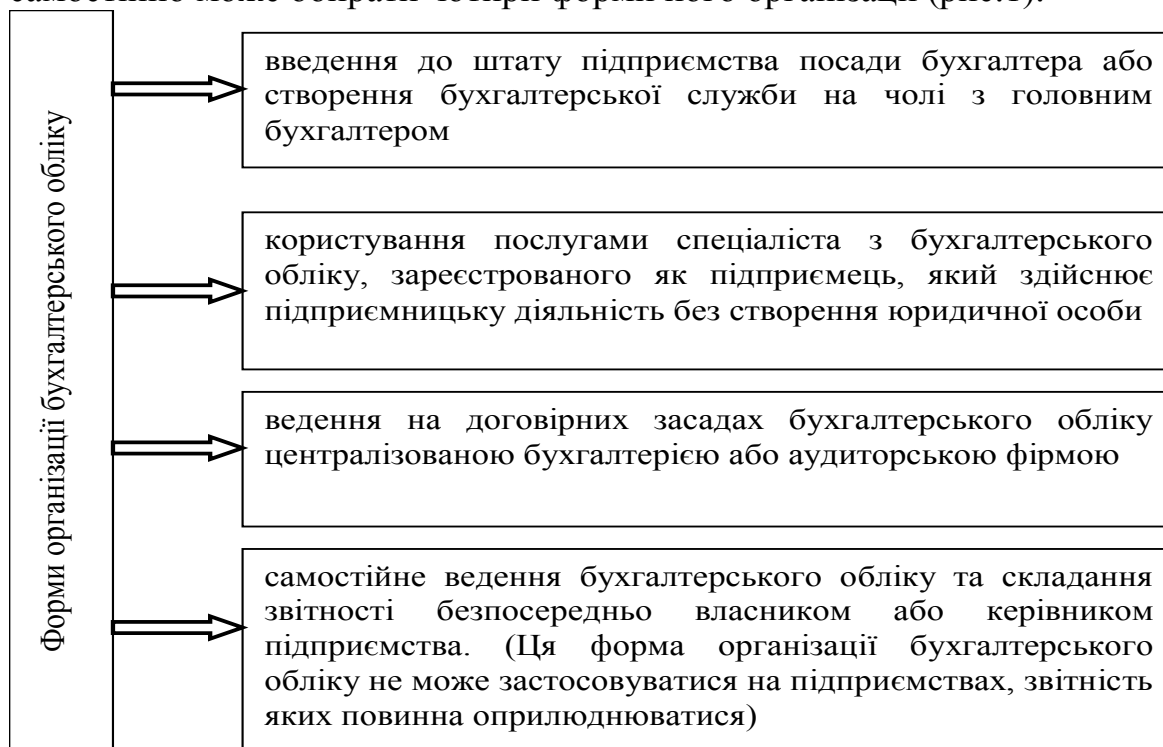 самостійно може обирати чотири форми його організації (рис.1).
Форми організації бухгалтерського обліку
введення до штату підприємства посади бухгалтера або
створення бухгалтерської служби на чолі з головним
бухгалтером
користування послугами спеціаліста з бухгалтерського
обліку, зареєстрованого як підприємець, який здійснює
підприємницьку діяльність без створення юридичної особи
ведення на договірних засадах бухгалтерського обліку
централізованою бухгалтерією або аудиторською фірмою
самостійне ведення бухгалтерського обліку та складання
звітності безпосередньо власником або керівником
підприємства. (Ця форма організації бухгалтерського
обліку не може застосовуватися на підприємствах, звітність
яких повинна оприлюднюватися)